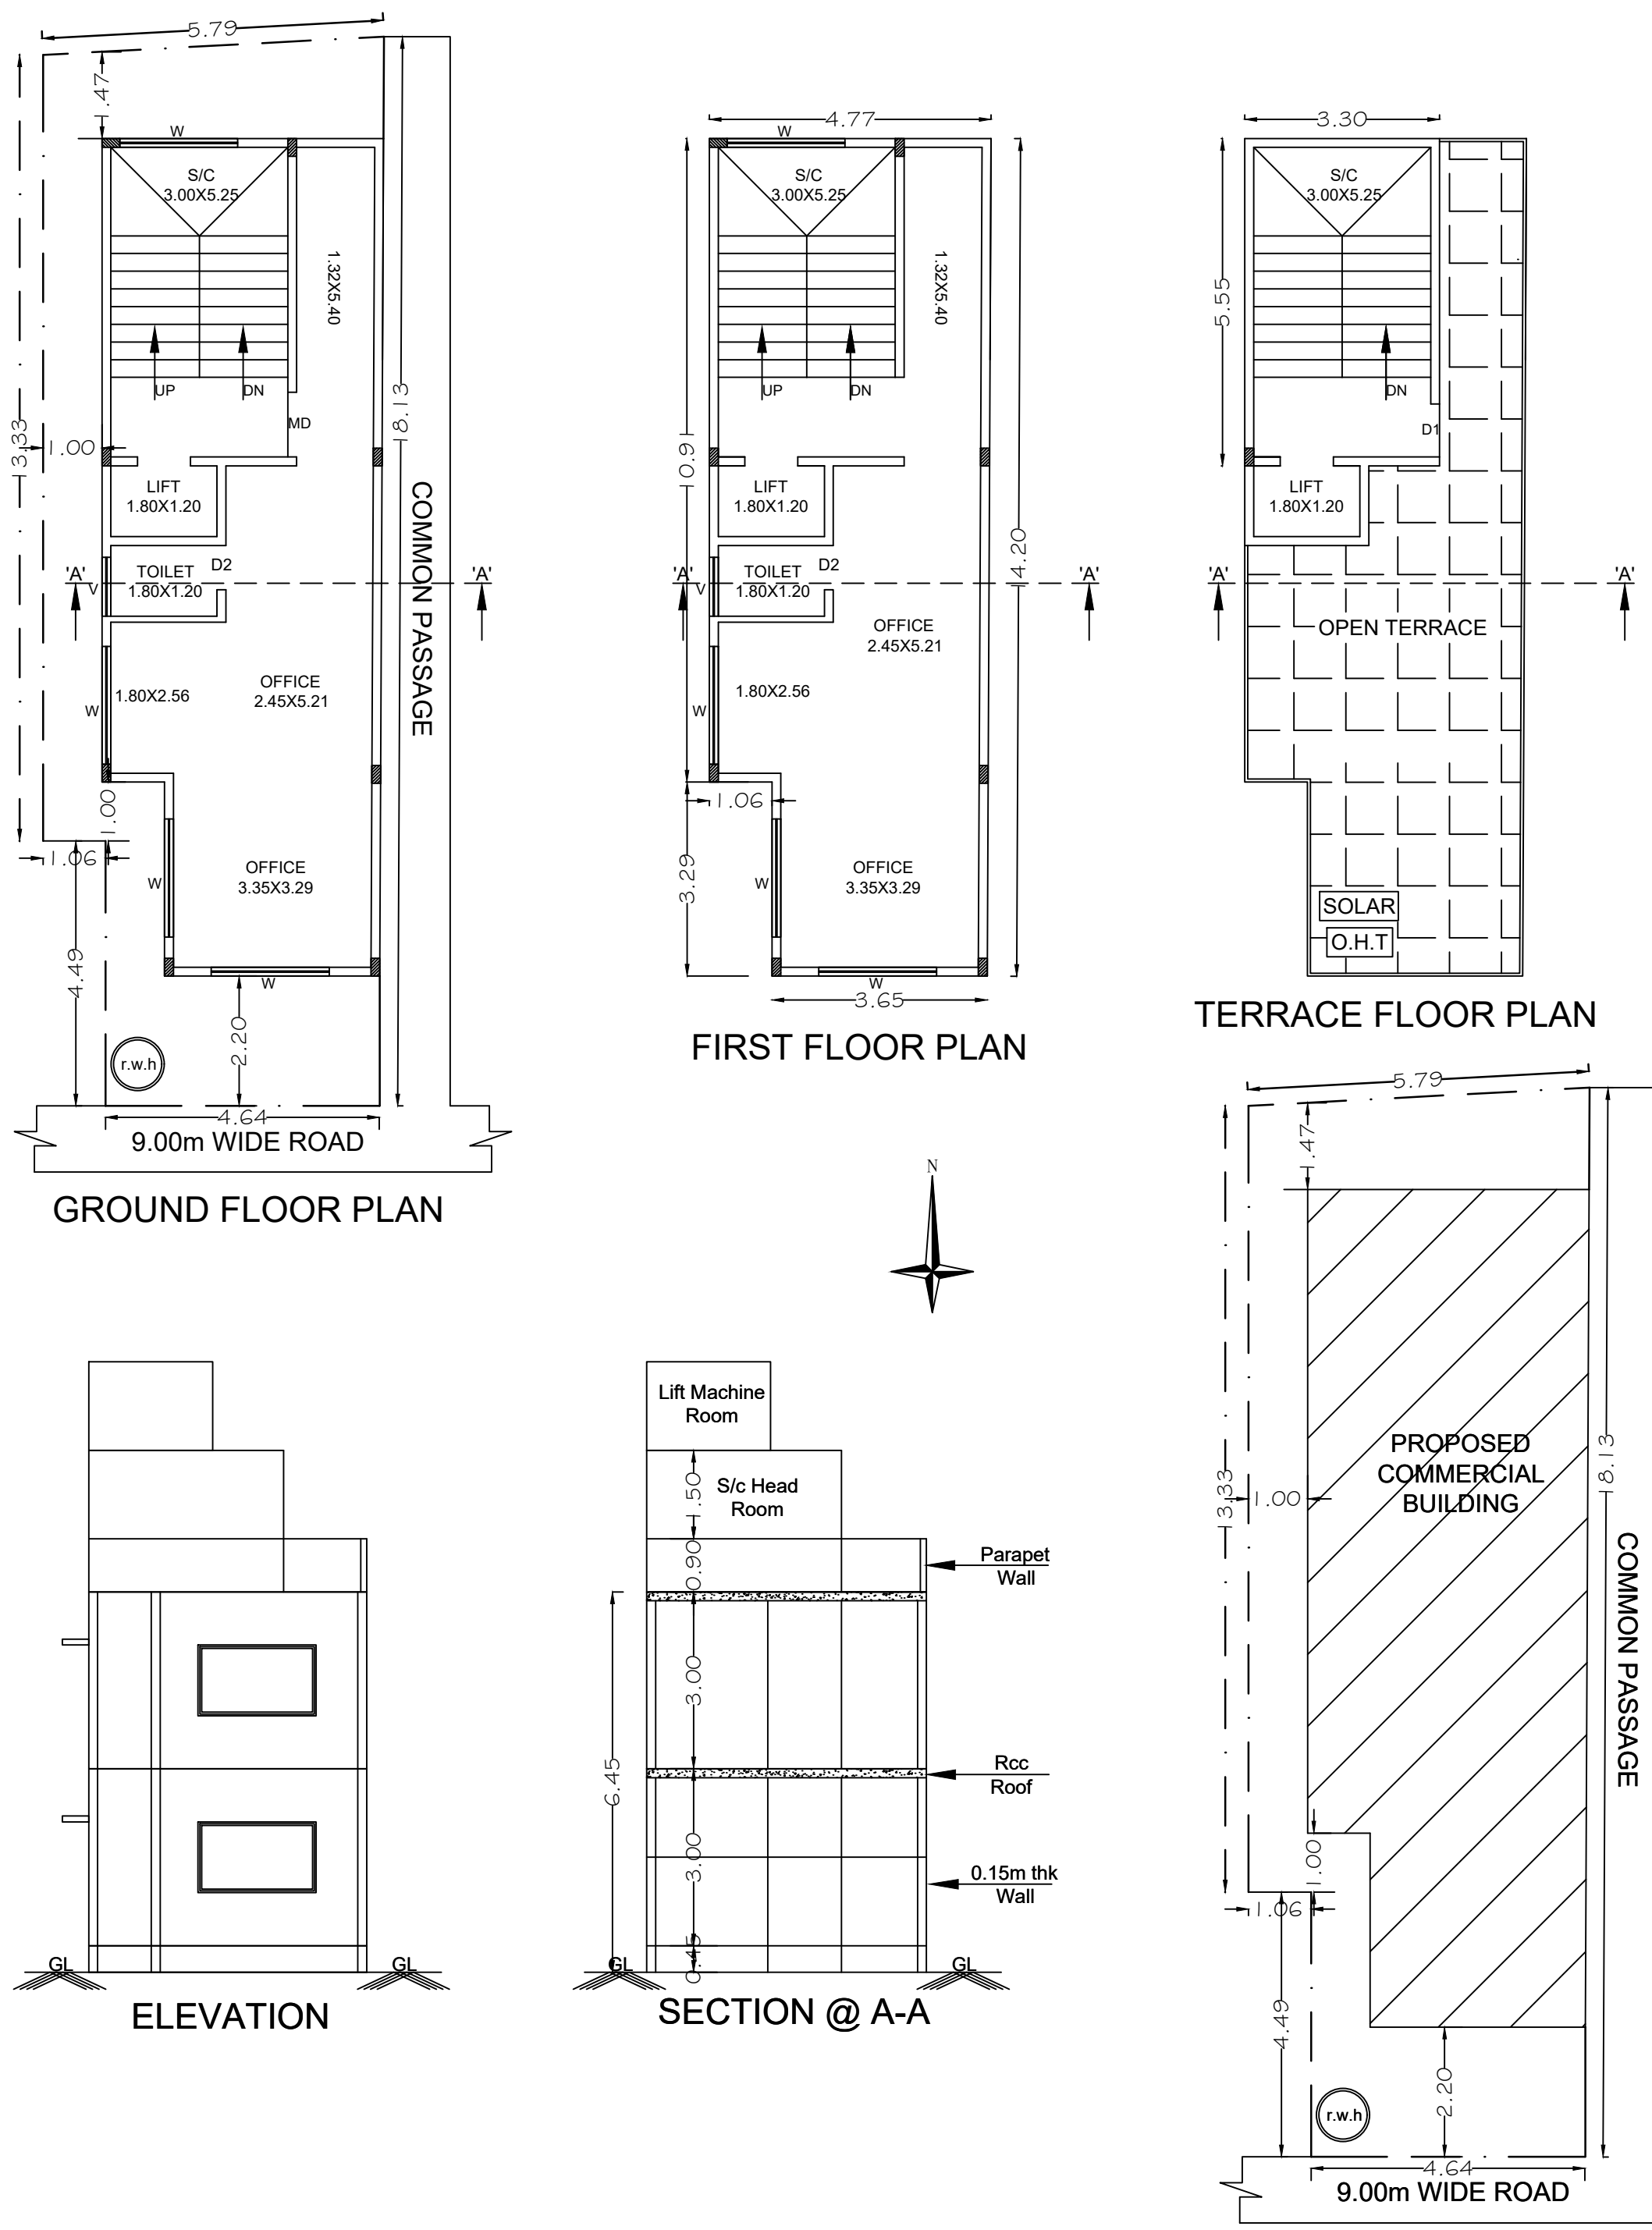 5.79
1.47
W
S/C
3.00X5.25
1.32X5.40
UP
DN
MD
13.33
1.00
18.13
LIFT
1.80X1.20
COMMON PASSAGE
'A'
V
TOILET
1.80X1.20
D2
'A'
OFFICE
2.45X5.21
1.80X2.56
W
1.00
1.06
W
OFFICE
3.35X3.29
W
4.49
2.20
r.w.h
4.64
9.00m WIDE ROAD
GROUND FLOOR PLAN
4.77
W
S/C
3.00X5.25
1.32X5.40
UP
DN
10.91
LIFT
1.80X1.20
14.20
'A'
V
TOILET
1.80X1.20
D2
'A'
OFFICE
2.45X5.21
1.80X2.56
W
1.06
3.29
W
OFFICE
3.35X3.29
W
3.65
FIRST FLOOR PLAN
3.30
S/C
3.00X5.25
5.55
DN
D1
LIFT
1.80X1.20
'A'
'A'
OPEN TERRACE
SOLAR
O.H.T
TERRACE FLOOR PLAN
N
GL
GL
ELEVATION
Lift Machine
Room
1.50
S/c Head
Room
0.90
Parapet
Wall
3.00
6.45
Rcc
Roof
3.00
0.15m thk
Wall
0.45
GL
GL
SECTION @ A-A
5.79
1.47
PROPOSED
COMMERCIAL
BUILDING
13.33
1.00
18.13
COMMON PASSAGE
1.00
1.06
4.49
2.20
r.w.h
4.64
9.00m WIDE ROAD